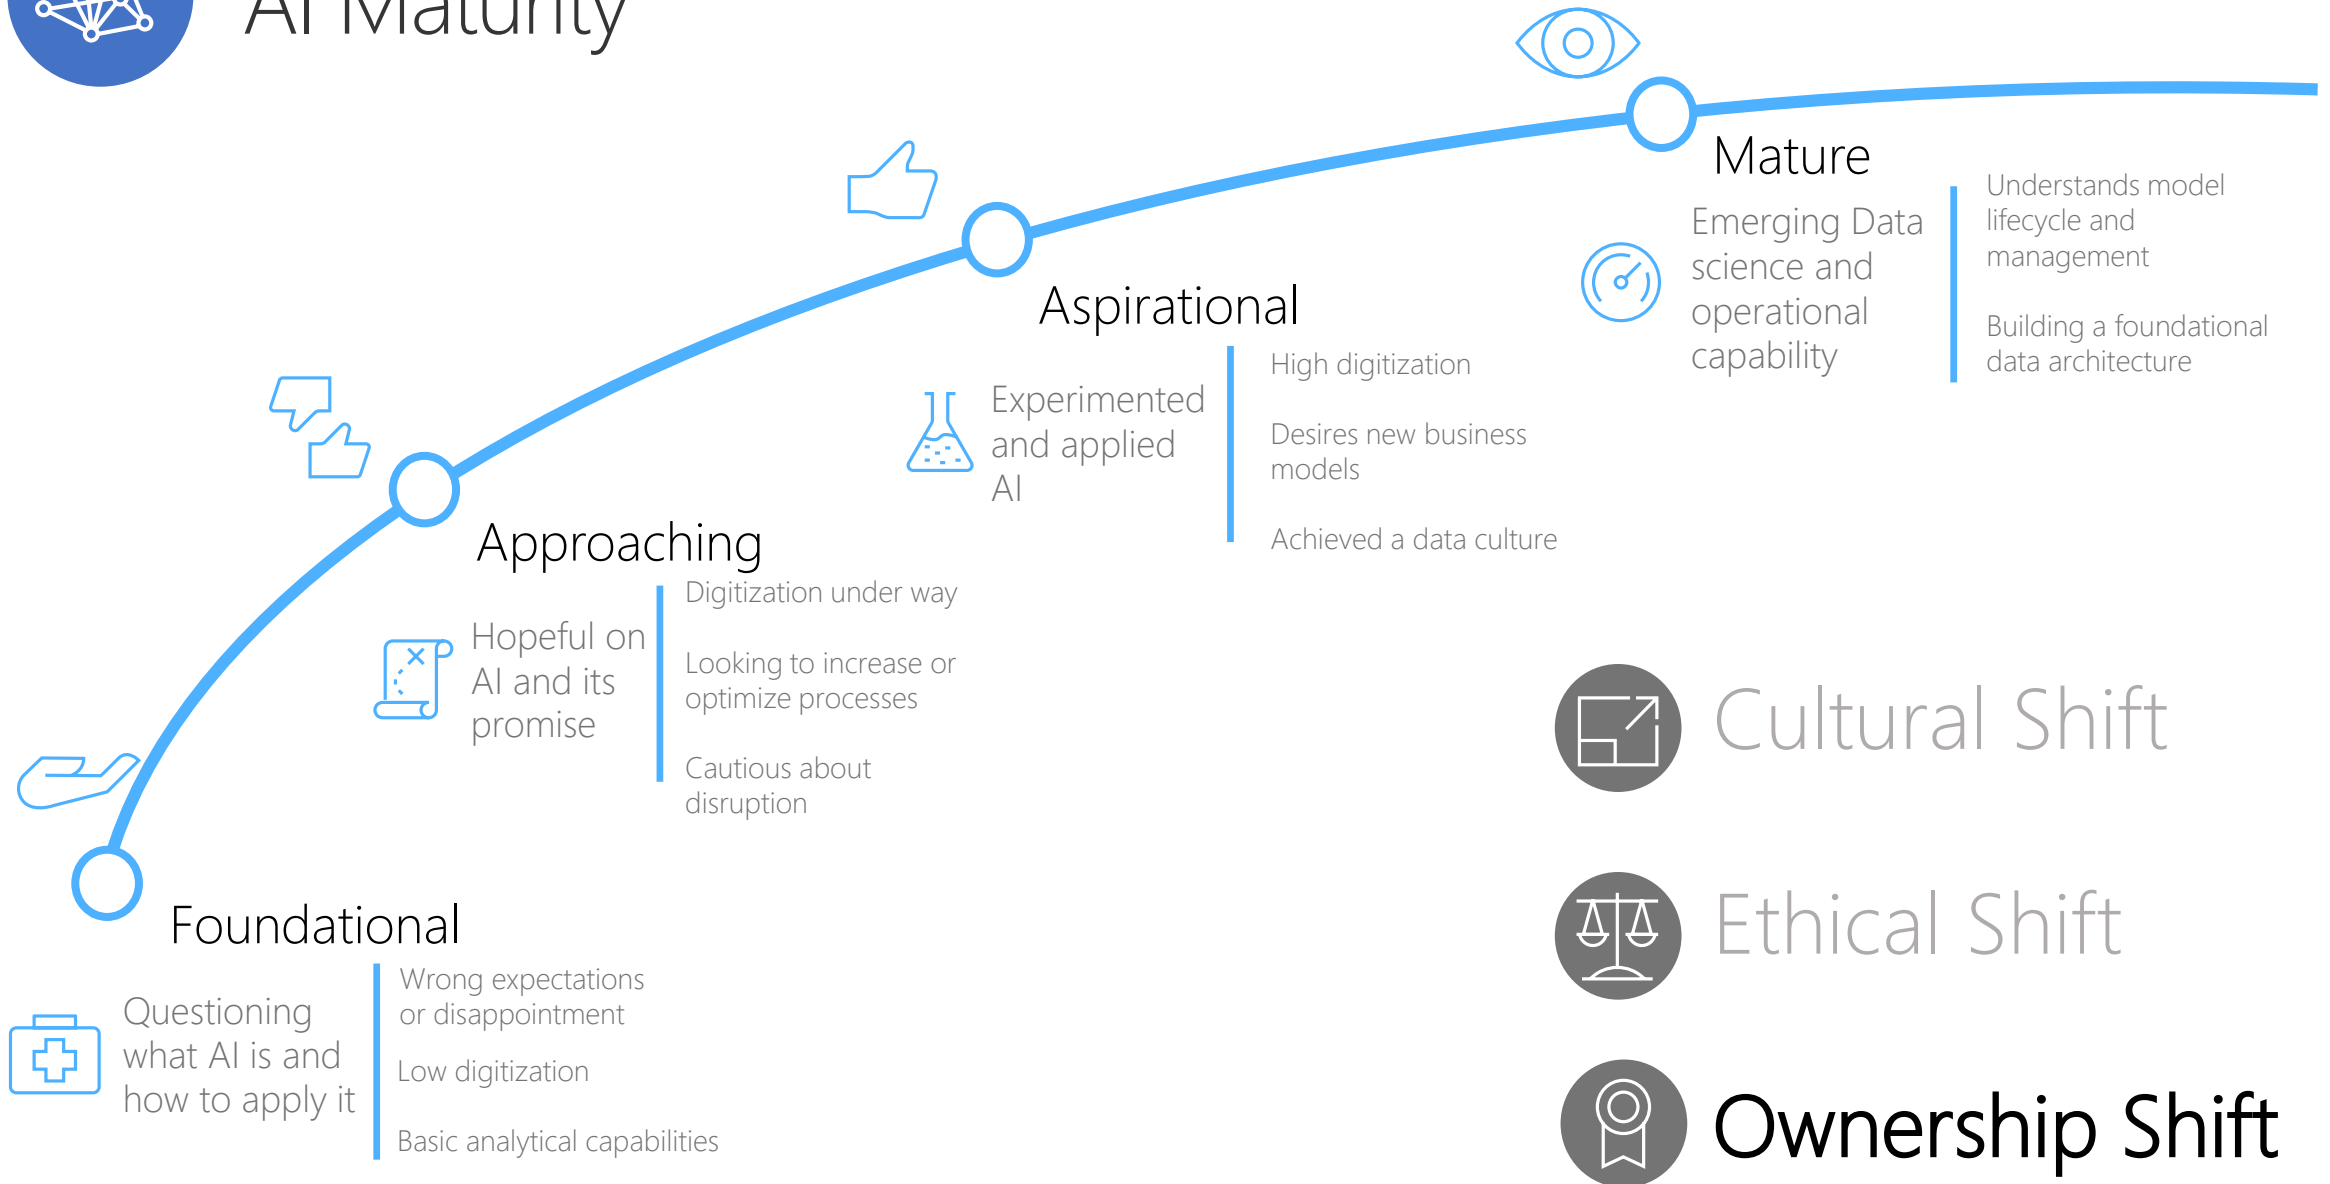 AI Maturity
Mature
Emerging Data
science and
operational
capability
Understands model
lifecycle and
management
Building a foundational
data architecture
Aspirational
Experimented
and applied
AI
High digitization
Desires new business
models
Achieved a data culture
Approaching
Hopeful on
AI and its
promise
Digitization under way
Looking to increase or
optimize processes
Cautious about
disruption
Foundational
Questioning
what AI is and
how to apply it
Wrong expectations
or disappointment
Low digitization
Basic analytical capabilities
Cultural Shift
Ethical Shift
Ownership Shift